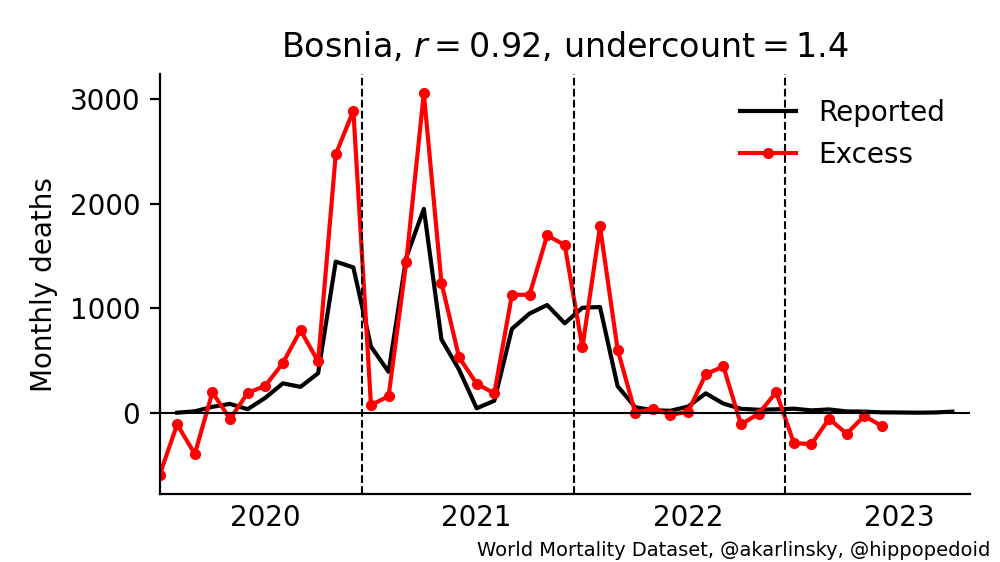 Bosnia, r = 0.92, undercount = 1.4
Monthly deaths
3000
2000
1000
0
Reported
Excess
2020 2021 2022 2023
World Mortality Dataset, @akarlinsky, @hippopedoid